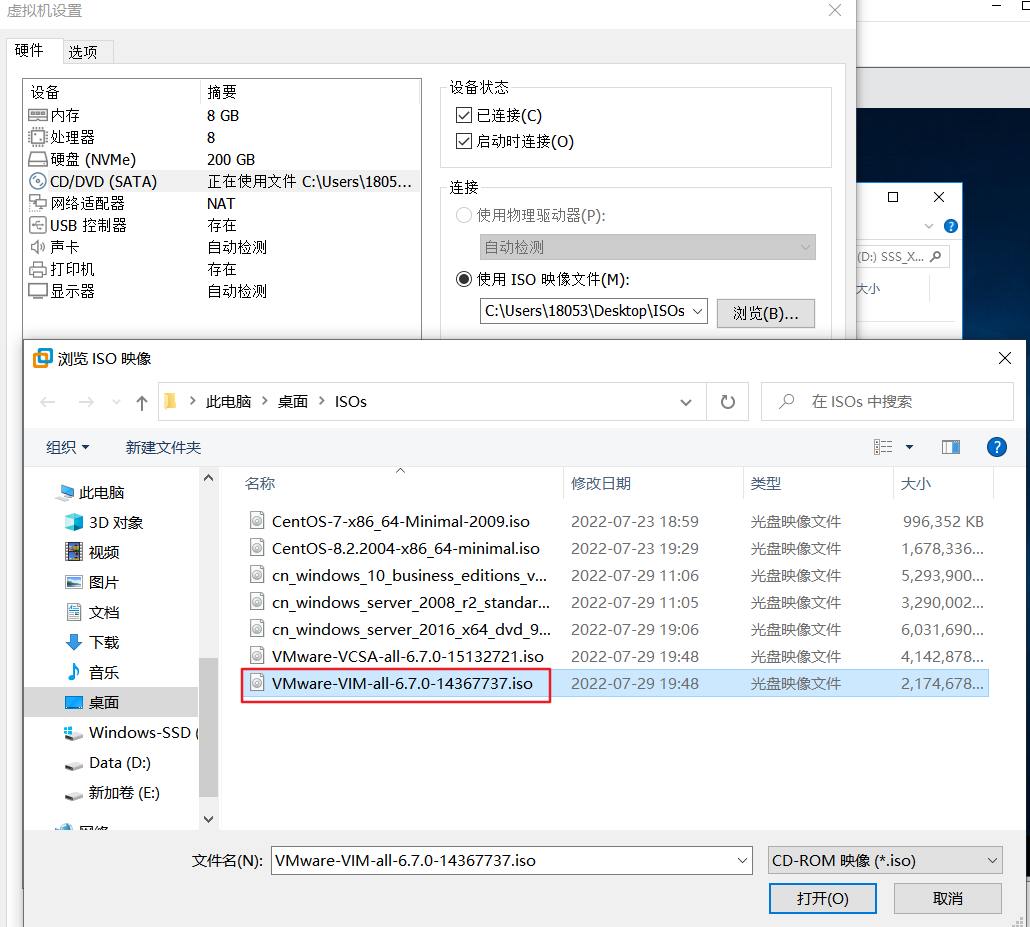 虚拟机设置
硬件 选项
设备 摘要
内存 8 GB
处理器 8
硬盘 (NVMe) 200 GB
CD/DVD (SATA) 正在使用文件 C:\Users\1805...
网络适配器 NAT
USB 控制器 存在
声卡 自动检测
打印机 存在
显示器 自动检测
设备状态
已连接(C)
启动时连接(O)
连接
使用物理驱动器(P):
自动检测
使用 ISO 映像文件(M):
C:\Users\18053\Desktop\ISOs
浏览(B)...
(D:) SSS_X...
大小
浏览 ISO 映像
此电脑 > 桌面 > ISOs
在 ISOs 中搜索
组织 新建文件夹
此电脑
3D 对象
视频
图片
文档
下载
音乐
桌面
Windows-SSD (
Data (D:)
新加卷 (E:)
网络
名称 修改日期 类型 大小
CentOS-7-x86_64-Minimal-2009.iso 2022-07-23 18:59 光盘映像文件 996,352 KB
CentOS-8.2.2004-x86_64-minimal.iso 2022-07-23 19:29 光盘映像文件 1,678,336...
cn_windows_10_business_editions_v... 2022-07-29 11:06 光盘映像文件 5,293,900...
cn_windows_server_2008_r2_standar... 2022-07-29 11:05 光盘映像文件 3,290,002...
cn_windows_server_2016_x64_dvd_9... 2022-07-29 19:06 光盘映像文件 6,031,690...
VMware-VCSA-all-6.7.0-15132721.iso 2022-07-29 19:48 光盘映像文件 4,142,878...
VMware-VIM-all-6.7.0-14367737.iso 2022-07-29 19:48 光盘映像文件 2,174,678...
文件名(N): VMware-VIM-all-6.7.0-14367737.iso CD-ROM 映像 (*.iso)
打开(O) 取消